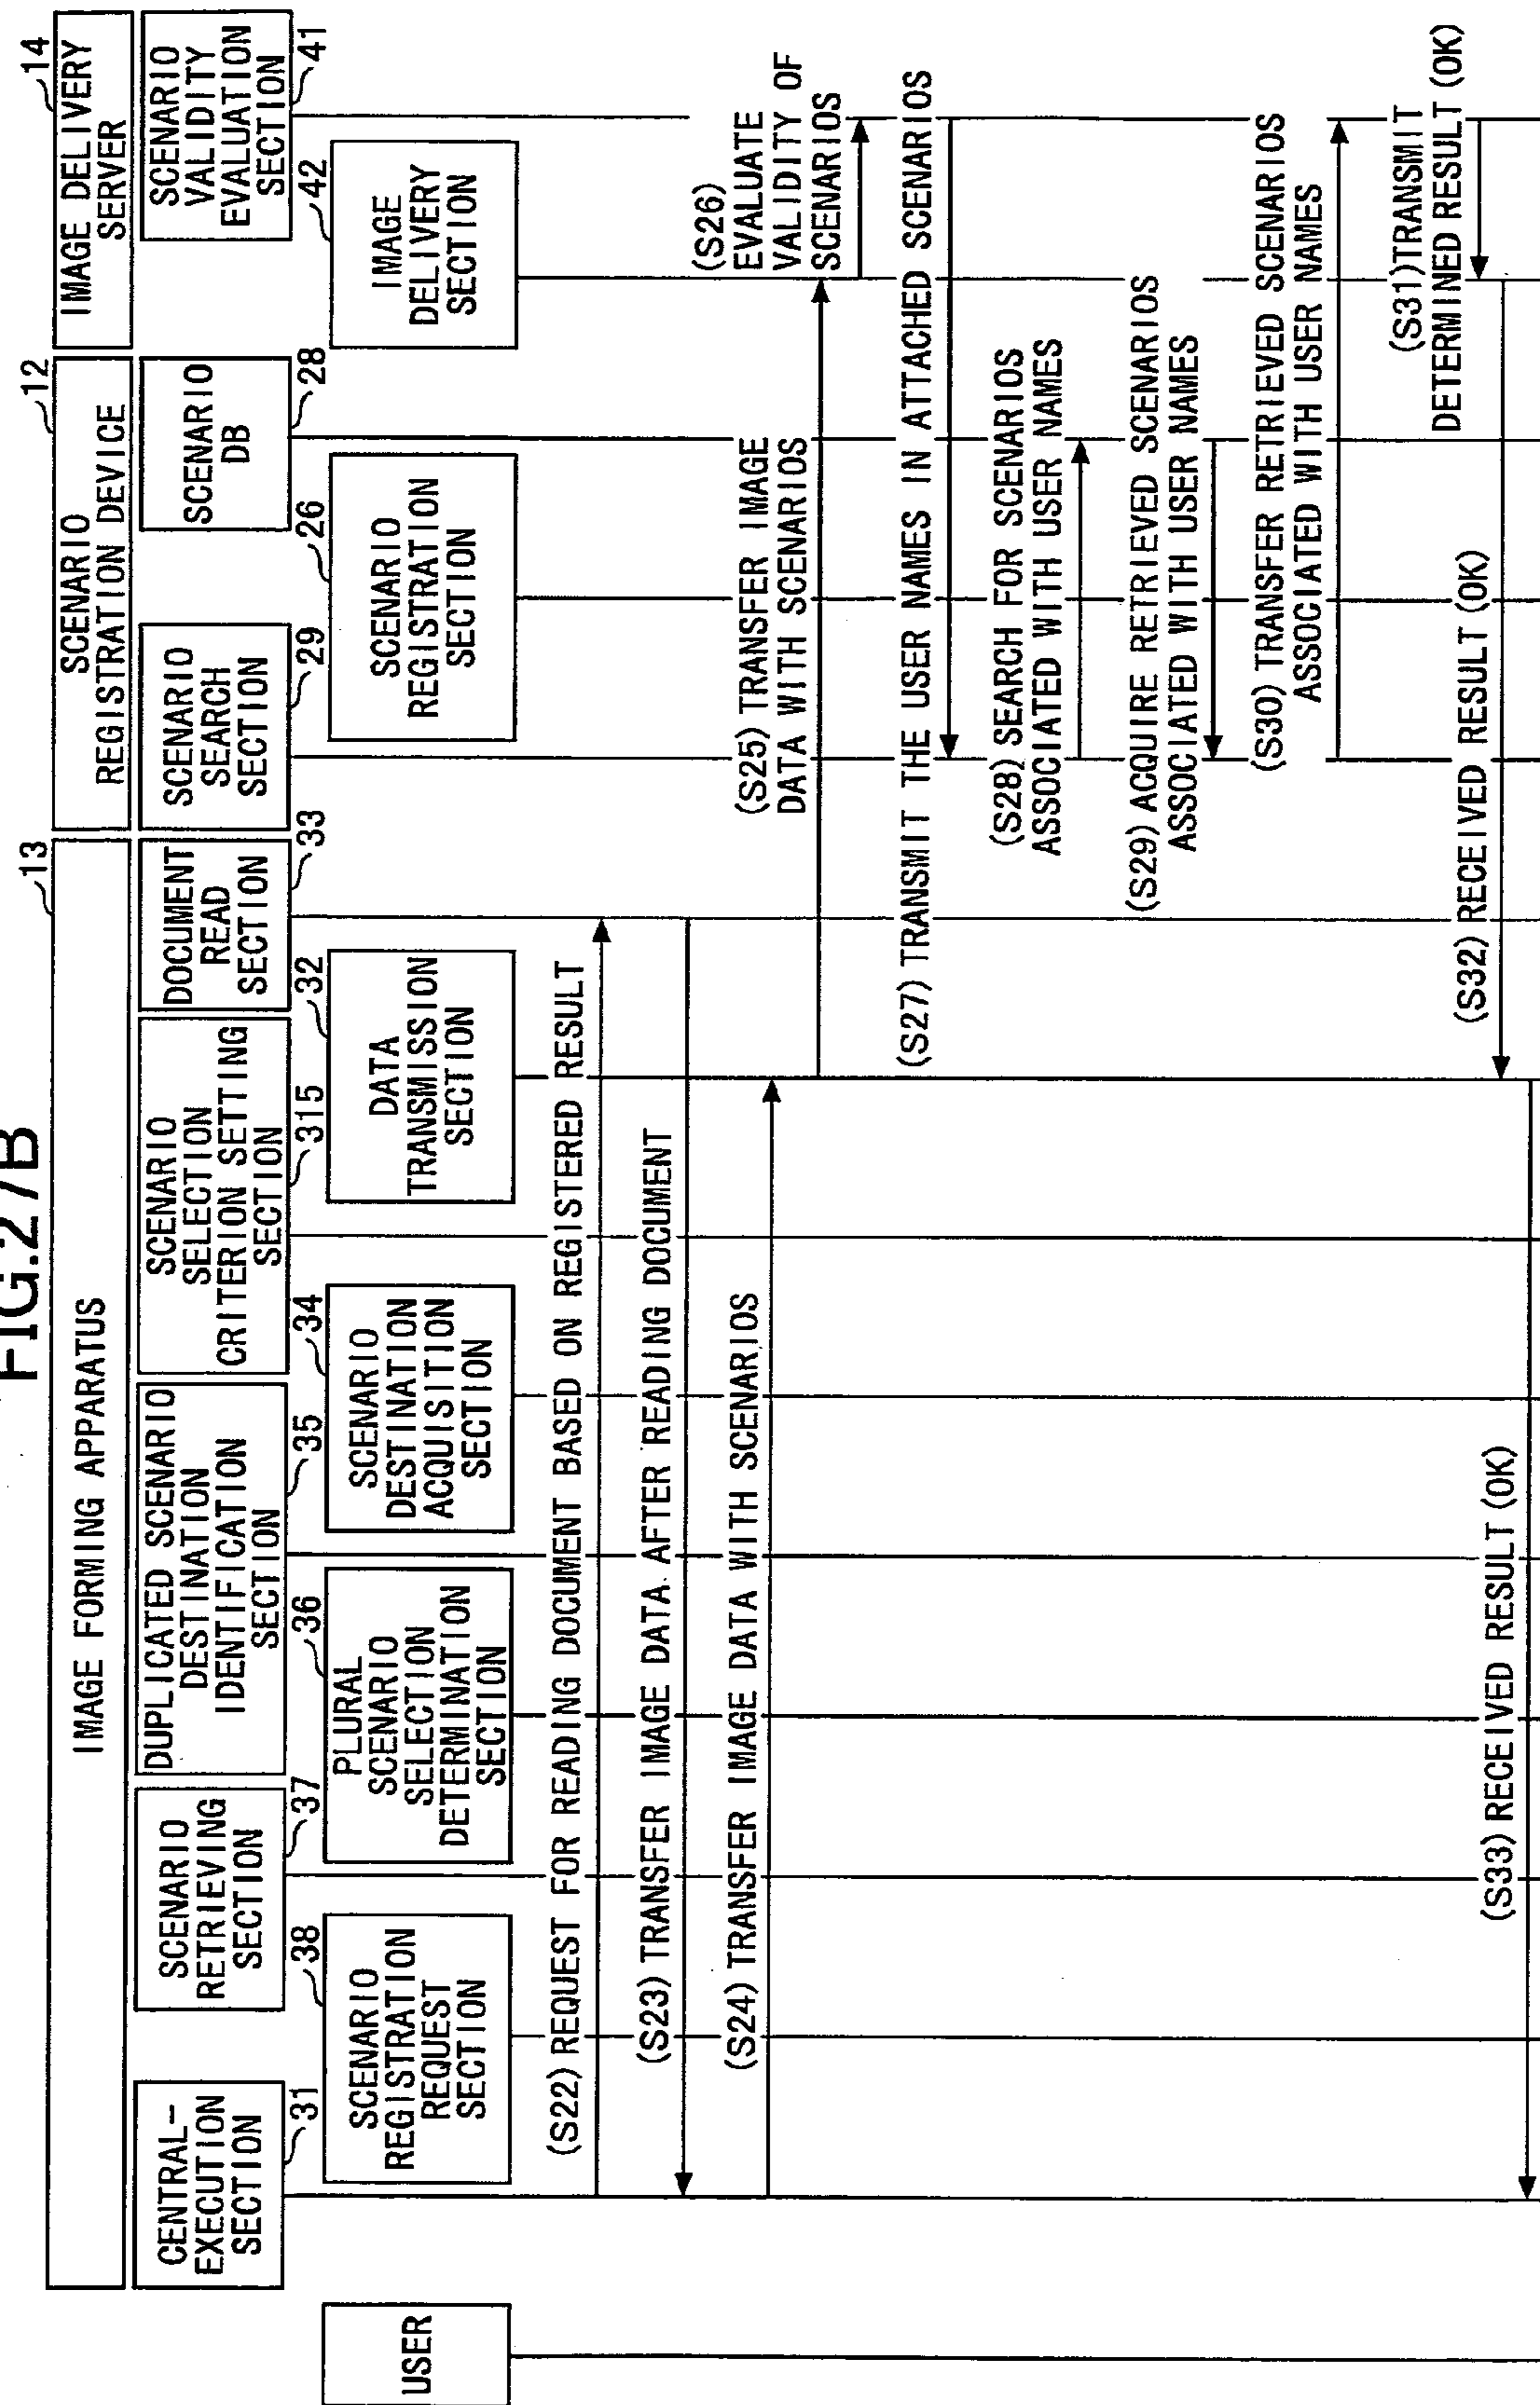 FIG.27B
IMAGE FORMING APPARATUS
13
SCENARIO
REGISTRATION DEVICE
12
IMAGE DELIVERY
SERVER
14
CENTRAL-
EXECUTION
SECTION
31
SCENARIO
RETRIEVING
SECTION
37
DUPLICATED SCENARIO
DESTINATION
IDENTIFICATION
SECTION
35
SCENARIO
SELECTION
CRITERION SETTING
SECTION
315
DOCUMENT
READ
SECTION
33
SCENARIO
SEARCH
SECTION
29
SCENARIO
DB
28
SCENARIO
VALIDITY
EVALUATION
SECTION
41
USER
SCENARIO
REGISTRATION
REQUEST
SECTION
38
PLURAL
SCENARIO
SELECTION
DETERMINATION
SECTION
36
SCENARIO
DESTINATION
ACQUISITION
SECTION
34
DATA
TRANSMISSION
SECTION
32
SCENARIO
REGISTRATION
SECTION
26
IMAGE
DELIVERY
SECTION
42
(S22) REQUEST FOR READING DOCUMENT BASED ON REGISTERED RESULT
(S23) TRANSFER IMAGE DATA AFTER READING DOCUMENT
(S24) TRANSFER IMAGE DATA WITH SCENARIOS
(S25) TRANSFER IMAGE
DATA WITH SCENARIOS
(S26)
EVALUATE
VALIDITY OF
SCENARIOS
(S27) TRANSMIT THE USER NAMES IN ATTACHED SCENARIOS
(S28) SEARCH FOR SCENARIOS
ASSOCIATED WITH USER NAMES
(S29) ACQUIRE RETRIEVED SCENARIOS
ASSOCIATED WITH USER NAMES
(S30) TRANSFER RETRIEVED SCENARIOS
ASSOCIATED WITH USER NAMES
(S31) TRANSMIT
DETERMINED RESULT (OK)
(S32) RECEIVED RESULT (OK)
(S33) RECEIVED RESULT (OK)